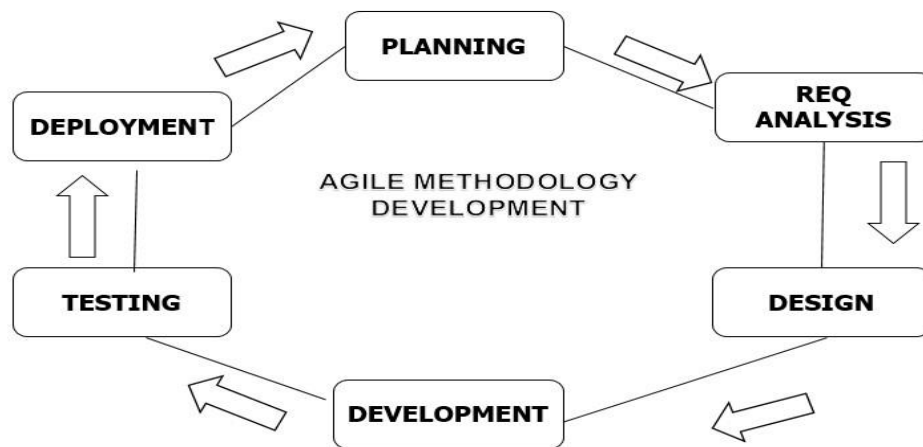 PLANNING
REQ
ANALYSIS
DEPLOYMENT
AGILE METHODOLOGY
DEVELOPMENT
TESTING
DESIGN
DEVELOPMENT